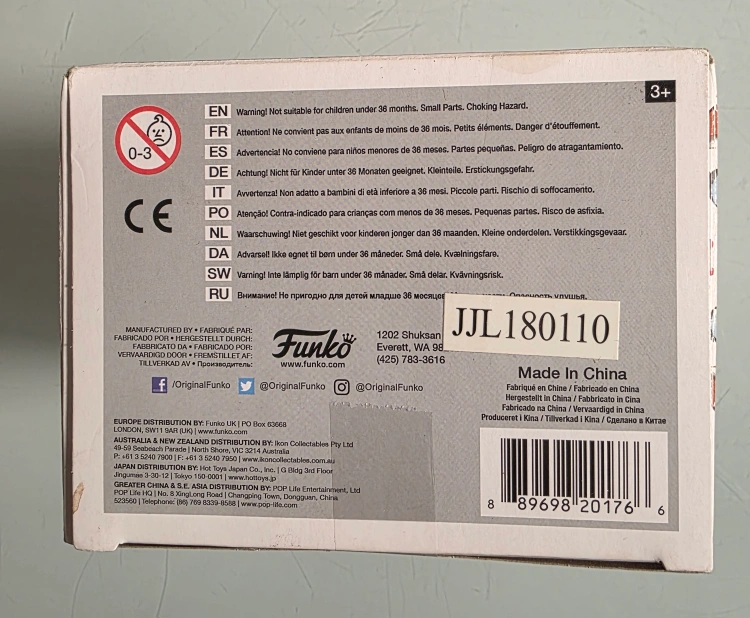 3+
0-3
EN Warning! Not suitable for children under 36 months. Small Parts. Choking Hazard.
FR Attention! Ne convient pas aux enfants de moins de 36 mois. Petits éléments. Danger d'étouffement.
ES Advertencia! No conviene para niños menores de 36 meses. Partes pequeñas. Peligro de atragantamiento.
DE Achtung! Nicht für Kinder unter 36 Monaten geeignet. Kleinteile. Erstickungsgefahr.
IT Avvertenza! Non adatto a bambini di età inferiore a 36 mesi. Piccole parti. Rischio di soffocamento.
CE
PO Atenção! Contra-indicado para crianças com menos de 36 meses. Pequenas partes. Risco de asfixia.
NL Waarschuwing! Niet geschikt voor kinderen jonger dan 36 maanden. Kleine onderdelen. Verstikkingsgevaar.
DA Advarsel! Ikke egnet til børn under 36 måneder. Små dele. Kvælningsfare.
SW Varning! Inte lämplig för barn under 36 månader. Små delar. Kvävningsrisk.
RU Внимание! Не пригодно для детей младше 36 месяцев
JJL180110
MANUFACTURED BY • FABRIQUÉ PAR:
FABRICADO POR • HERGESTELLT DURCH:
FABBRICATO DA • FABRICADO POR:
VERVAARDIGD DOOR • FREMSTILLET AF:
TILLVERKAD AV • Производитель:
Funko
www.funko.com
1202 Shuksan
Everett, WA 98
(425) 783-3616
/OriginalFunko @OriginalFunko @OriginalFunko
Made In China
Fabriqué en Chine / Fabricado en China
Hergestellt in China / Fabbricato in Cina
Fabricado na China / Vervaardigd in China
Produceret i Kina / Tillverkad i Kina / Сделано в Китае
EUROPE DISTRIBUTION BY: Funko UK | PO Box 63668
LONDON, SW11 9AR (UK) | www.funko.com
AUSTRALIA & NEW ZEALAND DISTRIBUTION BY: Ikon Collectables Pty Ltd
49-59 Seabeach Parade | North Shore, VIC 3214 Australia
P: +61 3 5240 7900 | F: +61 3 5240 7950 | www.ikoncollectables.com.au
JAPAN DISTRIBUTION BY: Hot Toys Japan Co., Inc. | G Bldg 3rd Floor
Jingumae 3-30-12 | Tokyo 150-0001 | www.hottoys.jp
GREATER CHINA & S.E. ASIA DISTRIBUTION BY: POP Life Entertainment, Ltd
POP Life HQ | No. 8 XingLong Road | Changping Town, Dongguan, China
523560 | Telephone: (86) 769 8339-8588 | www.pop-life.com
8 89698 20176 6